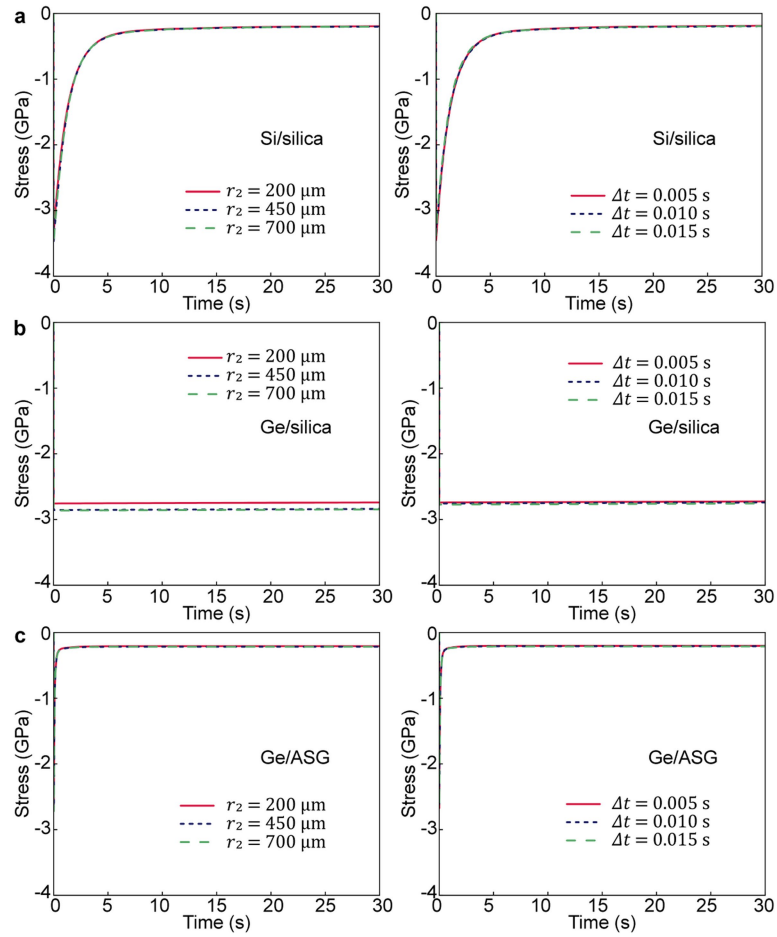 a
0
-1
-2
-3
-4
Stress (GPa)
Si/silica
r₂ = 200 µm
r₂ = 450 µm
r₂ = 700 µm
0 5 10 15 20 25 30
Time (s)
0
-1
-2
-3
-4
Stress (GPa)
Si/silica
Δt = 0.005 s
Δt = 0.010 s
Δt = 0.015 s
0 5 10 15 20 25 30
Time (s)
b
0
-1
-2
-3
-4
Stress (GPa)
r₂ = 200 µm
r₂ = 450 µm
r₂ = 700 µm
Ge/silica
0 5 10 15 20 25 30
Time (s)
0
-1
-2
-3
-4
Stress (GPa)
Δt = 0.005 s
Δt = 0.010 s
Δt = 0.015 s
Ge/silica
0 5 10 15 20 25 30
Time (s)
c
0
-1
-2
-3
-4
Stress (GPa)
Ge/ASG
r₂ = 200 µm
r₂ = 450 µm
r₂ = 700 µm
0 5 10 15 20 25 30
Time (s)
0
-1
-2
-3
-4
Stress (GPa)
Ge/ASG
Δt = 0.005 s
Δt = 0.010 s
Δt = 0.015 s
0 5 10 15 20 25 30
Time (s)